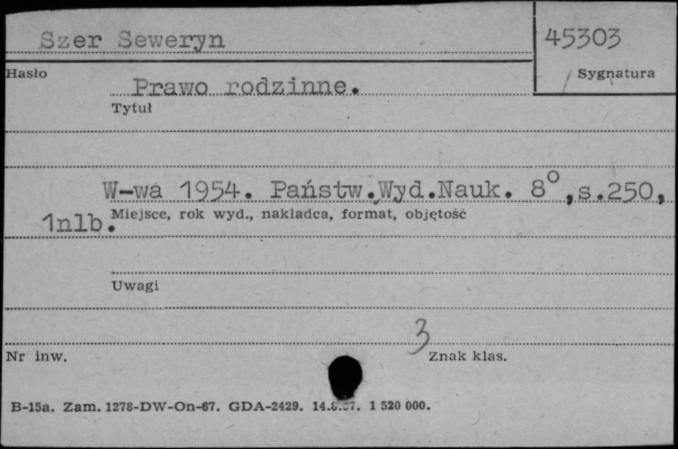 Szer Seweryn 45303
Hasło Sygnatura
Prawo rodzinne.
Tytuł
W-wa 1954. Państw.Wyd.Nauk. 8°,s.250,
Miejsce, rok wyd., nakładca, format, objętość
1nlb.
Uwagi
3
Nr inw. Znak klas.
B-15a. Zam. 1278-DW-On-67. GDA-2429. 1 520 000.